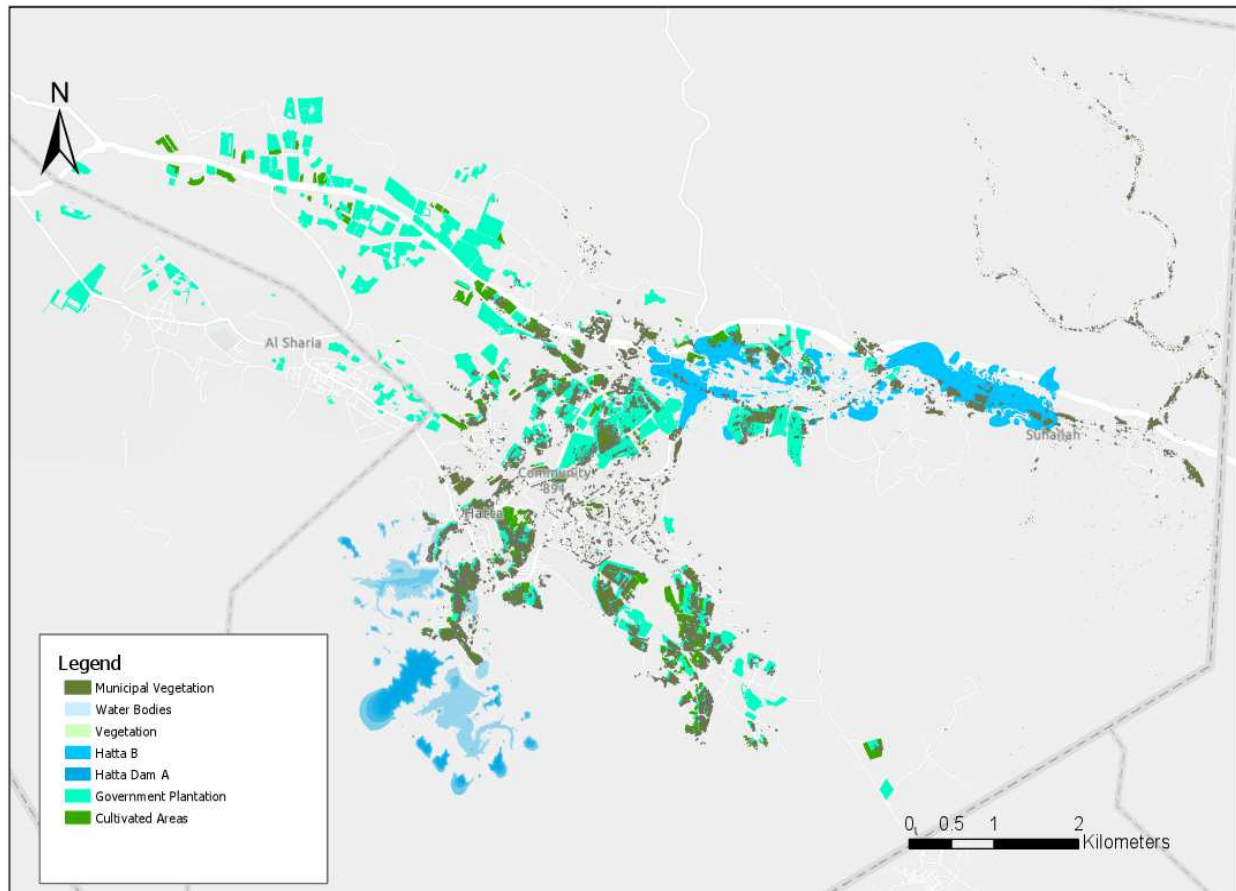 N
Al Sharia
Suhailah
Community
891
Hatta
Legend
Municipal Vegetation
Water Bodies
Vegetation
Hatta B
Hatta Dam A
Government Plantation
Cultivated Areas
0 0.5 1 2
Kilometers